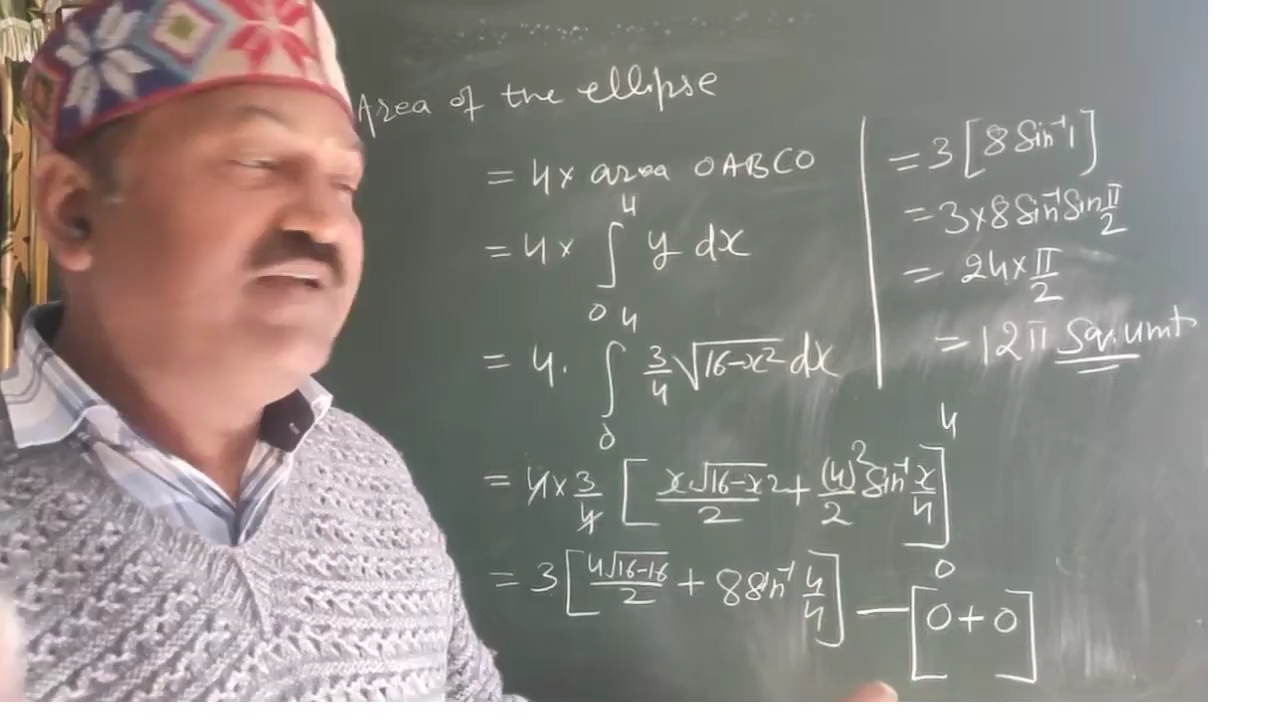 Area of the ellipse
= 4 × area OABCO
= 4 × ∫₀⁴ y dx
= 4. ∫₀⁴ 3/4 √16-x² dx
= 4 × 3/4 [x√16-x²/2 + (4)²/2 Sin⁻¹ x/4]₀⁴
= 3 [4√16-16/2 + 8 Sin⁻¹ 4/4] — [0 + 0]
= 3 [8 Sin⁻¹ 1]
= 3 × 8 Sin⁻¹ Sin π/2
= 24 × π/2
= 12π Sq. unit